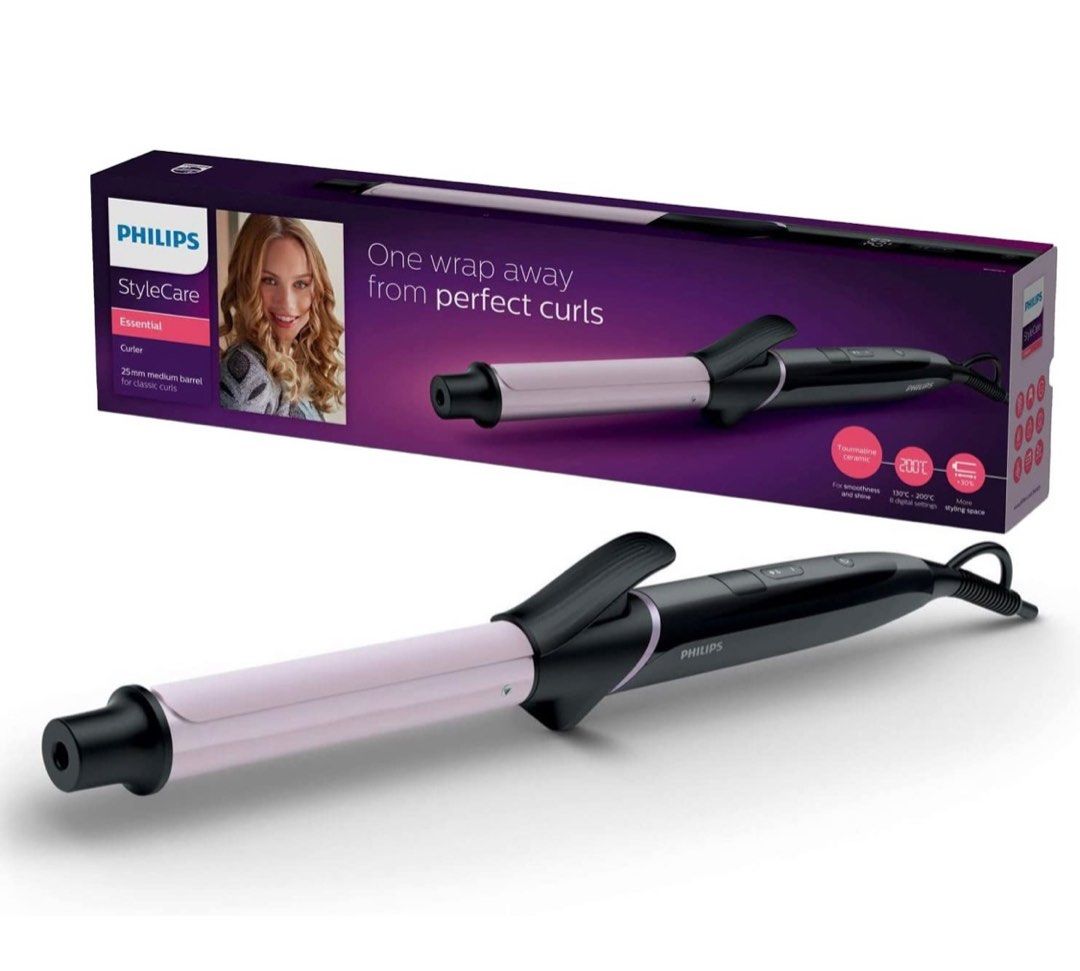 PHILIPS
StyleCare
Essential
Curler
25mm medium barrel
for classic curls
One wrap away
from perfect curls
PHILIPS
Tourmaline
ceramic
For smoothness
and shine
200°C
130°C - 200°C
8 digital settings
+30%
More
styling space
PHILIPS
StyleCare
PHILIPS